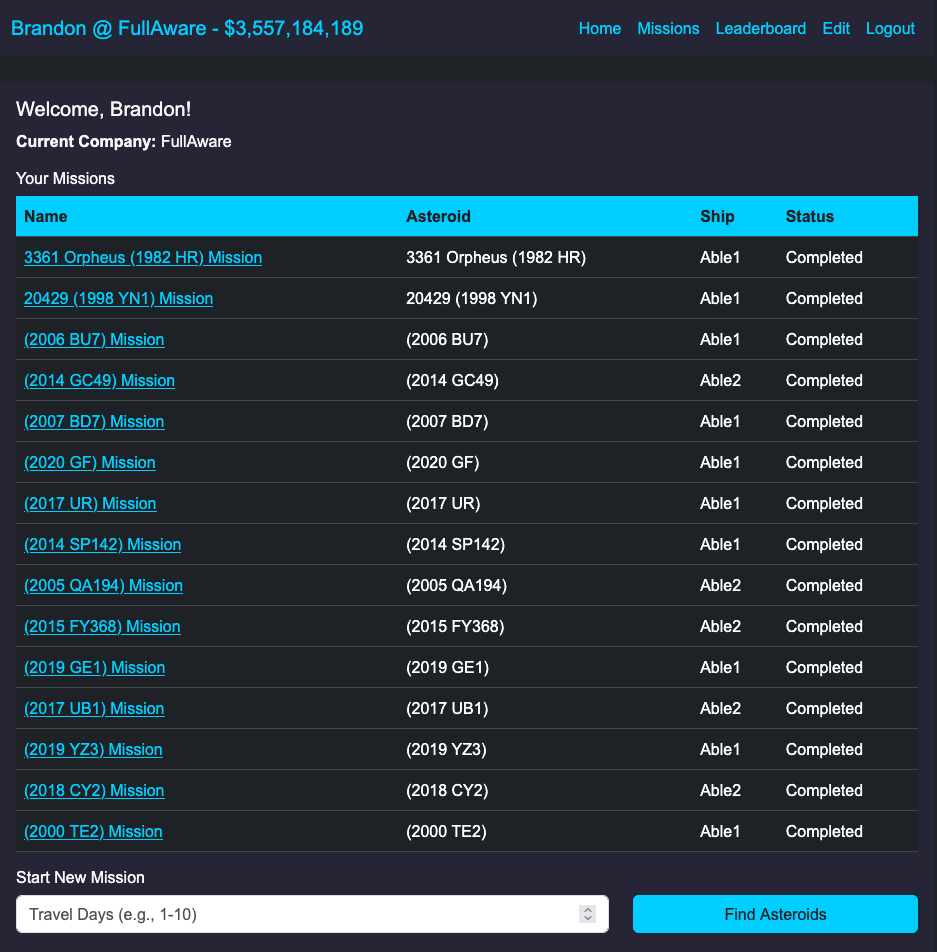 Brandon @ FullAware - $3,557,184,189 Home Missions Leaderboard Edit Logout
Welcome, Brandon!
Current Company: FullAware
Your Missions
Name Asteroid Ship Status
3361 Orpheus (1982 HR) Mission 3361 Orpheus (1982 HR) Able1 Completed
20429 (1998 YN1) Mission 20429 (1998 YN1) Able1 Completed
(2006 BU7) Mission (2006 BU7) Able1 Completed
(2014 GC49) Mission (2014 GC49) Able2 Completed
(2007 BD7) Mission (2007 BD7) Able1 Completed
(2020 GF) Mission (2020 GF) Able1 Completed
(2017 UR) Mission (2017 UR) Able1 Completed
(2014 SP142) Mission (2014 SP142) Able1 Completed
(2005 QA194) Mission (2005 QA194) Able2 Completed
(2015 FY368) Mission (2015 FY368) Able2 Completed
(2019 GE1) Mission (2019 GE1) Able1 Completed
(2017 UB1) Mission (2017 UB1) Able2 Completed
(2019 YZ3) Mission (2019 YZ3) Able1 Completed
(2018 CY2) Mission (2018 CY2) Able2 Completed
(2000 TE2) Mission (2000 TE2) Able1 Completed
Start New Mission
Travel Days (e.g., 1-10) Find Asteroids